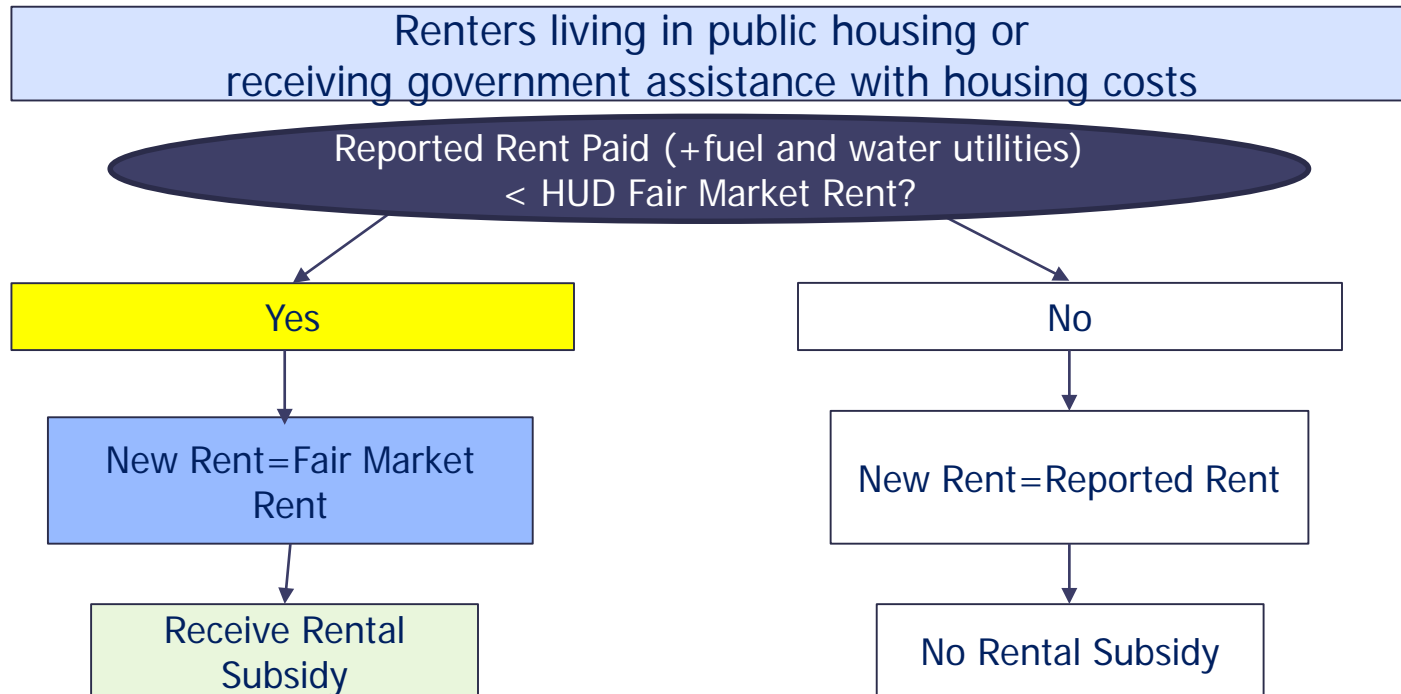 Renters living in public housing or
receiving government assistance with housing costs
Reported Rent Paid (+fuel and water utilities)
< HUD Fair Market Rent?
Yes
No
New Rent=Fair Market
Rent
New Rent=Reported Rent
Receive Rental
Subsidy
No Rental Subsidy